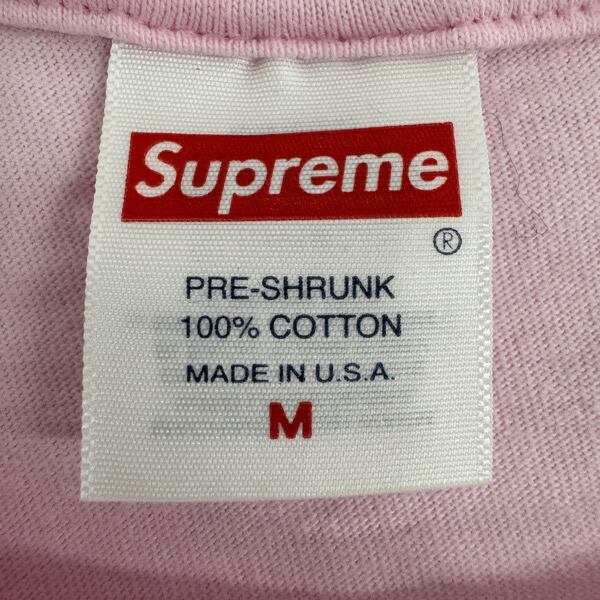 Supreme
®
PRE-SHRUNK
100% COTTON
MADE IN U.S.A.
M